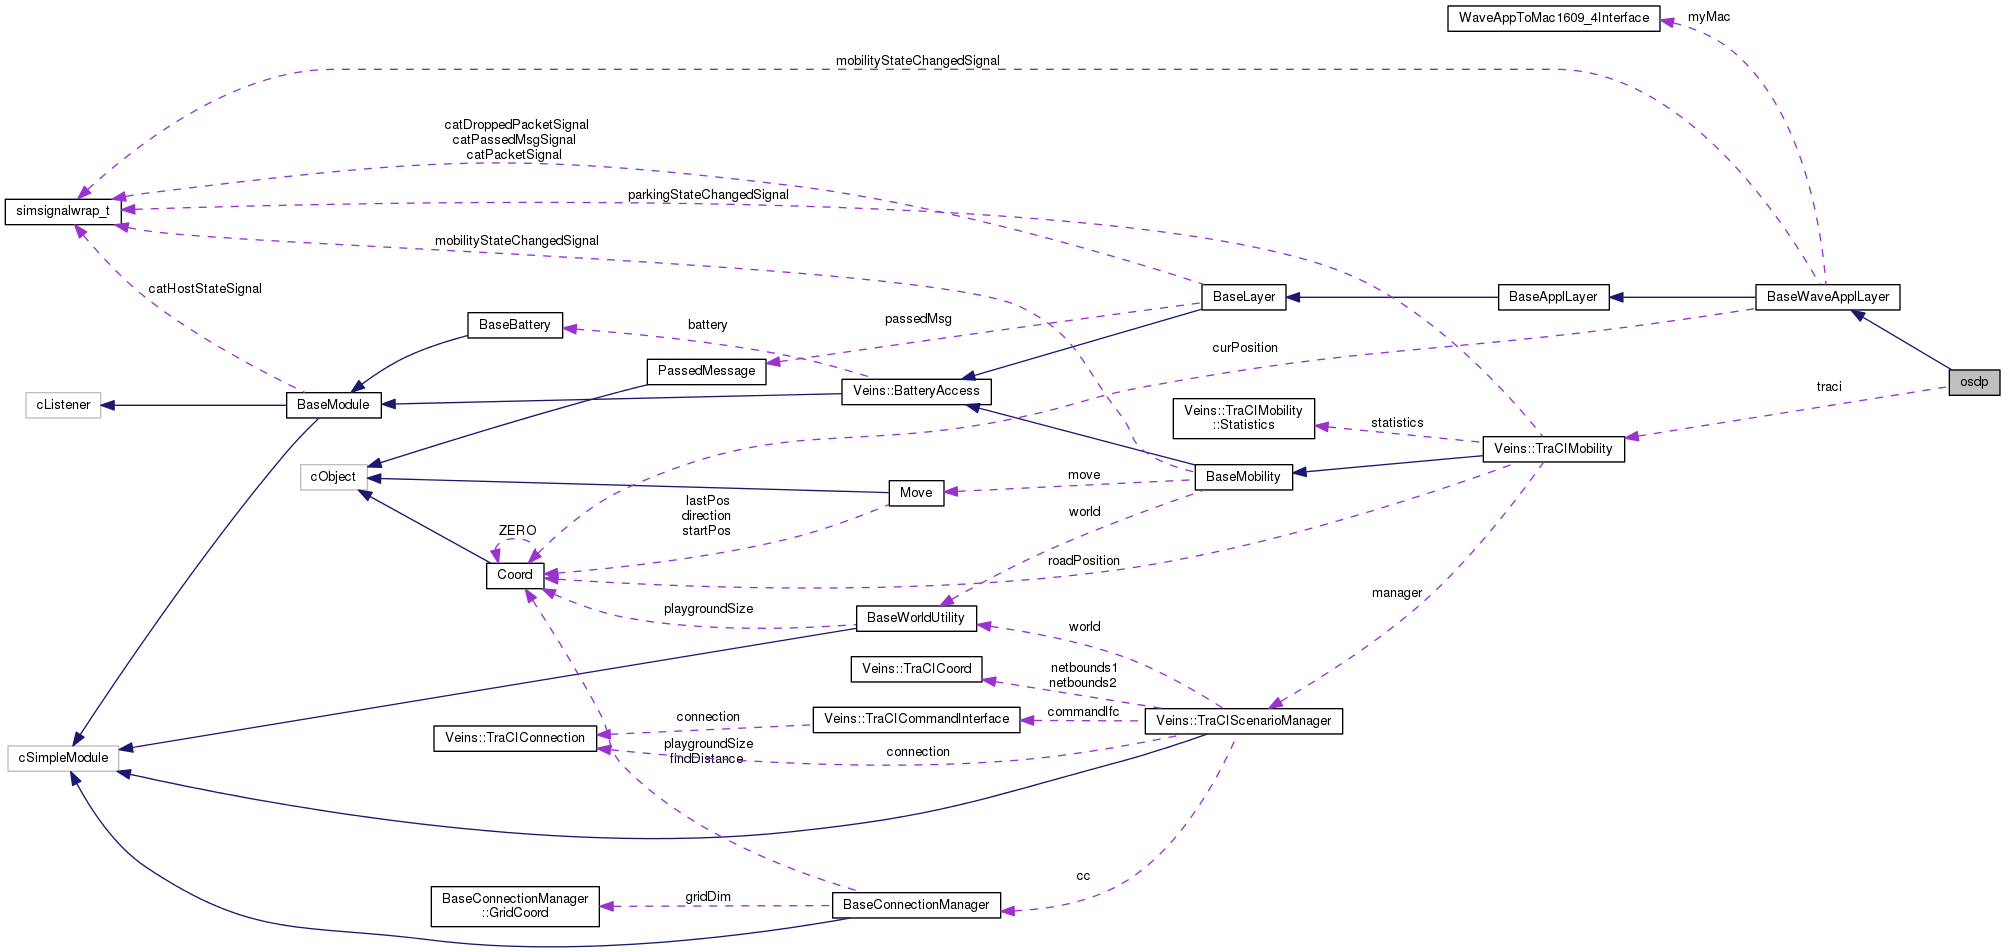 WaveAppToMac1609_4Interface
myMac
mobilityStateChangedSignal
catDroppedPacketSignal
catPassedMsgSignal
catPacketSignal
parkingStateChangedSignal
simsignalwrap_t
mobilityStateChangedSignal
catHostStateSignal
BaseLayer
BaseApplLayer
BaseWaveApplLayer
BaseBattery
battery
passedMsg
curPosition
PassedMessage
osdp
traci
Veins::BatteryAccess
cListener
BaseModule
Veins::TraCIMobility
::Statistics
statistics
Veins::TraCIMobility
cObject
move
BaseMobility
Move
lastPos
direction
startPos
world
ZERO
roadPosition
Coord
manager
playgroundSize
BaseWorldUtility
world
Veins::TraCICoord
netbounds1
netbounds2
commandIfc
connection
Veins::TraCICommandInterface
Veins::TraCIScenarioManager
Veins::TraCIConnection
playgroundSize
findDistance
connection
cSimpleModule
cc
BaseConnectionManager
::GridCoord
gridDim
BaseConnectionManager